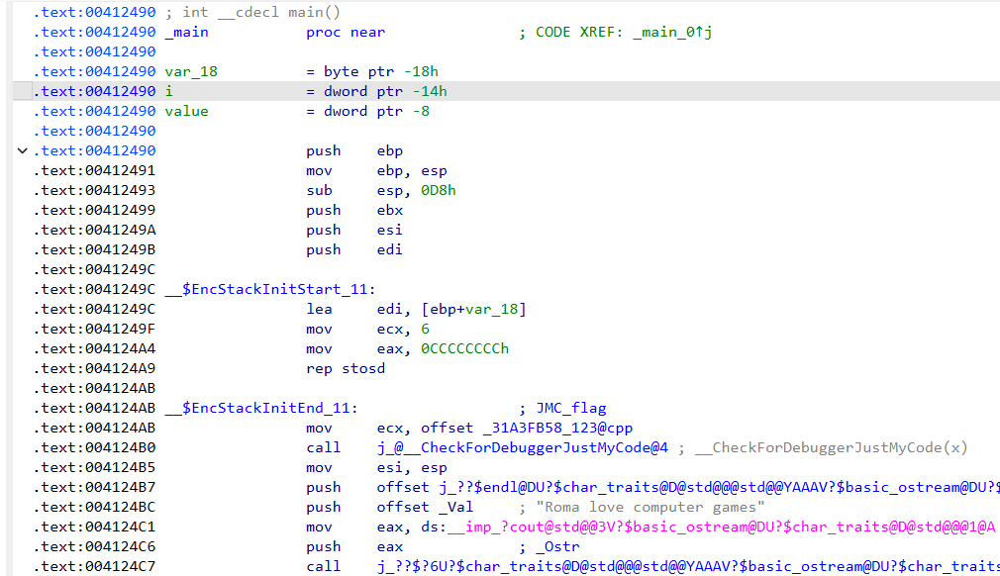 .text:00412490 ; int __cdecl main()
.text:00412490 _main proc near ; CODE XREF: _main_0↑j
.text:00412490
.text:00412490 var_18 = byte ptr -18h
.text:00412490 i = dword ptr -14h
.text:00412490 value = dword ptr -8
.text:00412490
.text:00412490 push ebp
.text:00412491 mov ebp, esp
.text:00412493 sub esp, 0D8h
.text:00412499 push ebx
.text:0041249A push esi
.text:0041249B push edi
.text:0041249C
.text:0041249C __$EncStackInitStart_11:
.text:0041249C lea edi, [ebp+var_18]
.text:0041249F mov ecx, 6
.text:004124A4 mov eax, 0CCCCCCCCh
.text:004124A9 rep stosd
.text:004124AB
.text:004124AB __$EncStackInitEnd_11: ; JMC_flag
.text:004124AB mov ecx, offset _31A3FB58_123@cpp
.text:004124B0 call j_@__CheckForDebuggerJustMyCode@4 ; __CheckForDebuggerJustMyCode(x)
.text:004124B5 mov esi, esp
.text:004124B7 push offset j_??$endl@DU?$char_traits@D@std@@@std@@YAAAV?$basic_ostream@DU?$
.text:004124BC push offset _Val ; "Roma love computer games"
.text:004124C1 mov eax, ds:__imp_?cout@std@@3V?$basic_ostream@DU?$char_traits@D@std@@@1@A
.text:004124C6 push eax ; _Ostr
.text:004124C7 call j_??$?6U?$char_traits@D@std@@@std@@YAAAV?$basic_ostream@DU?$char_traits